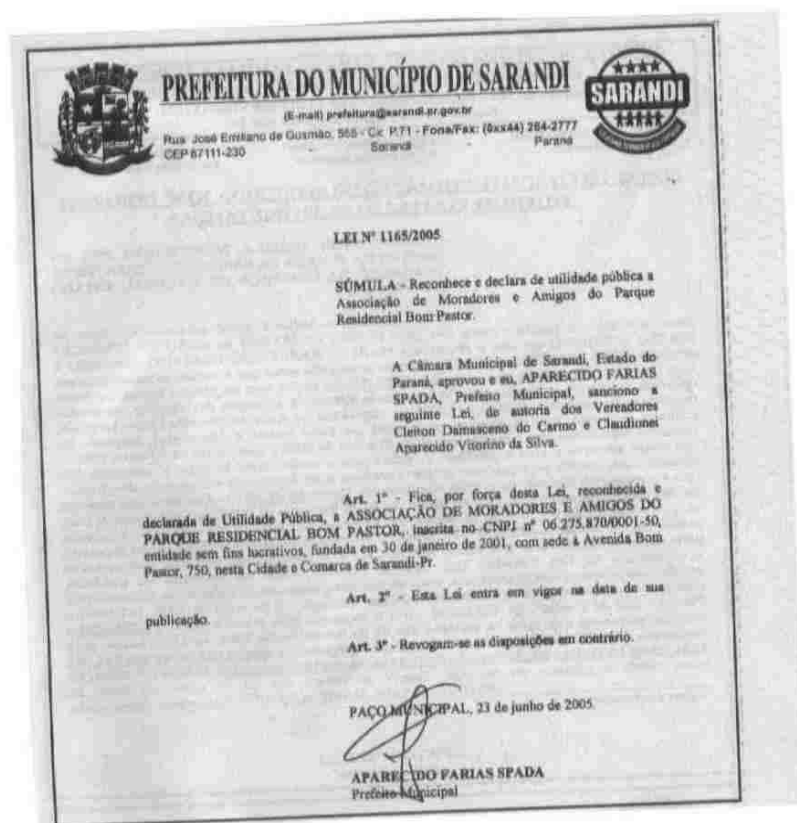 PREFEITURA DO MUNICÍPIO DE SARANDI
SARANDI
(E-mail) prefeitura@sarandi.pr.gov.br
Rua José Emiliano de Gusmão, 565 - Cx. P.71 - Fone/Fax: (0xx44) 264-2777
CEP 87111-230 Sarandi Paraná
LEI Nº 1165/2005
SÚMULA - Reconhece e declara de utilidade pública a
Associação de Moradores e Amigos do Parque
Residencial Bom Pastor.
A Câmara Municipal de Sarandi, Estado do
Paraná, aprovou e eu, APARECIDO FARIAS
SPADA, Prefeito Municipal, sanciono a
seguinte Lei, de autoria dos Vereadores
Cleiton Damasceno do Carmo e Claudionei
Aparecido Vitorino da Silva.
Art. 1º - Fica, por força desta Lei, reconhecida e
declarada de Utilidade Pública, a ASSOCIAÇÃO DE MORADORES E AMIGOS DO
PARQUE RESIDENCIAL BOM PASTOR, inscrita no CNPJ nº 06.275.870/0001-50,
entidade sem fins lucrativos, fundada em 30 de janeiro de 2001, com sede à Avenida Bom
Pastor, 750, nesta Cidade e Comarca de Sarandi-Pr.
Art. 2º - Esta Lei entra em vigor na data de sua
publicação.
Art. 3º - Revogam-se as disposições em contrário.
PAÇO MUNICIPAL, 23 de junho de 2005.
APARECIDO FARIAS SPADA
Prefeito Municipal